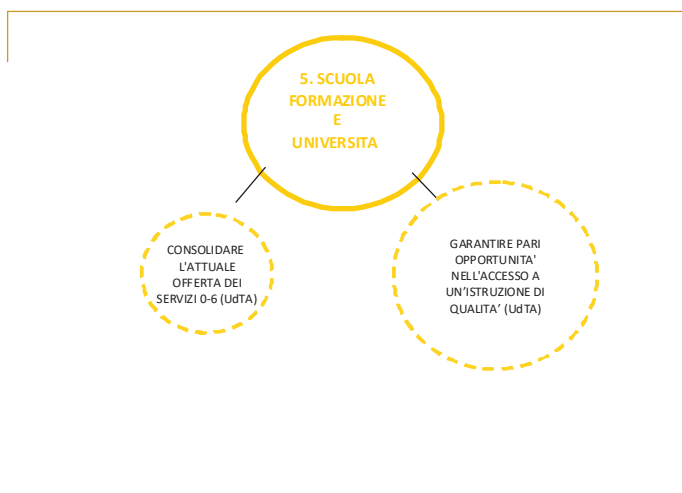 5. SCUOLA
FORMAZIONE
E
UNIVERSITA
CONSOLIDARE
L'ATTUALE
OFFERTA DEI
SERVIZI 0-6 (UdTA)
GARANTIRE PARI
OPPORTUNITA'
NELL'ACCESSO A
UN’ISTRUZIONE DI
QUALITA’ (UdTA)